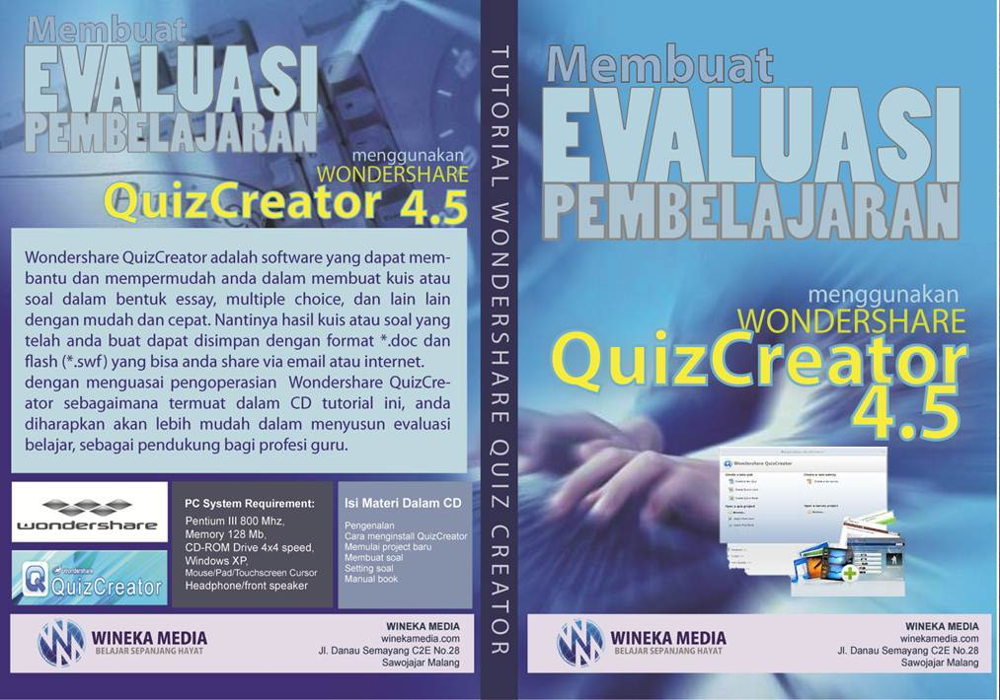 Membuat
EVALUASI
PEMBELAJARAN
menggunakan
WONDERSHARE
QuizCreator 4.5
Wondershare QuizCreator adalah software yang dapat mem-
bantu dan mempermudah anda dalam membuat kuis atau
soal dalam bentuk essay, multiple choice, dan lain lain
dengan mudah dan cepat. Nantinya hasil kuis atau soal yang
telah anda buat dapat disimpan dengan format *.doc dan
flash (*.swf) yang bisa anda share via email atau internet.
dengan menguasai pengoperasian Wondershare QuizCre-
ator sebagaimana termuat dalam CD tutorial ini, anda
diharapkan akan lebih mudah dalam menyusun evaluasi
belajar, sebagai pendukung bagi profesi guru.
wondershare
Wondershare
QuizCreator
PC System Requirement:
Pentium III 800 Mhz,
Memory 128 Mb,
CD-ROM Drive 4x4 speed,
Windows XP,
Mouse/Pad/Touchscreen Cursor
Headphone/front speaker
Isi Materi Dalam CD
Pengenalan
Cara menginstall QuizCreator
Memulai project baru
Membuat soal
Setting soal
Manual book
WINEKA MEDIA
BELAJAR SEPANJANG HAYAT
WINEKA MEDIA
winekamedia.com
Jl. Danau Semayang C2E No.28
Sawojajar Malang
TUTORIAL WONDERSHARE QUIZ CREATOR
Membuat
EVALUASI
PEMBELAJARAN
menggunakan
WONDERSHARE
QuizCreator
4.5
Wondershare QuizCreator
WINEKA MEDIA
BELAJAR SEPANJANG HAYAT
WINEKA MEDIA
winekamedia.com
Jl. Danau Semayang C2E No.28
Sawojajar Malang